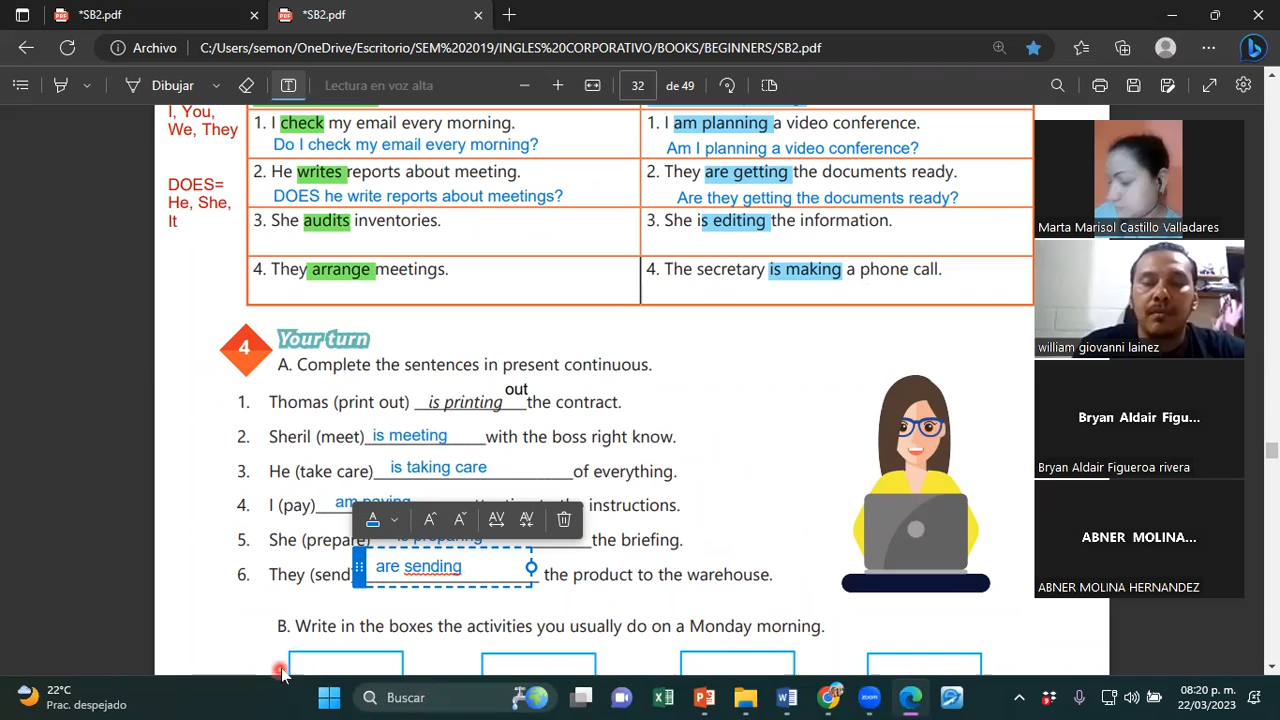 *SB2.pdf
*SB2.pdf
Archivo
C:/Users/semon/OneDrive/Escritorio/SEM%202019/INGLES%20CORPORATIVO/BOOKS/BEGINNERS/SB2.pdf
Dibujar
Lectura en voz alta
32 de 49
I, You,
We, They
DOES=
He, She,
It
1. I check my email every morning.
Do I check my email every morning?
1. I am planning a video conference.
Am I planning a video conference?
2. He writes reports about meeting.
DOES he write reports about meetings?
2. They are getting the documents ready.
Are they getting the documents ready?
3. She audits inventories.
3. She is editing the information.
4. They arrange meetings.
4. The secretary is making a phone call.
4 Your turn
A. Complete the sentences in present continuous.
out
1. Thomas (print out) is printing the contract.
2. Sheril (meet) is meeting with the boss right know.
3. He (take care) is taking care of everything.
4. I (pay) am paying the instructions.
5. She (prepare) is preparing the briefing.
6. They (send are sending the product to the warehouse.
B. Write in the boxes the activities you usually do on a Monday morning.
Marta Marisol Castillo Valladares
william giovanni lainez
Bryan Aldair Figu...
Bryan Aldair Figueroa rivera
ABNER MOLINA...
ABNER MOLINA HERNANDEZ
22°C
Prac. despejado
Buscar
zoom
08:20 p. m.
22/03/2023